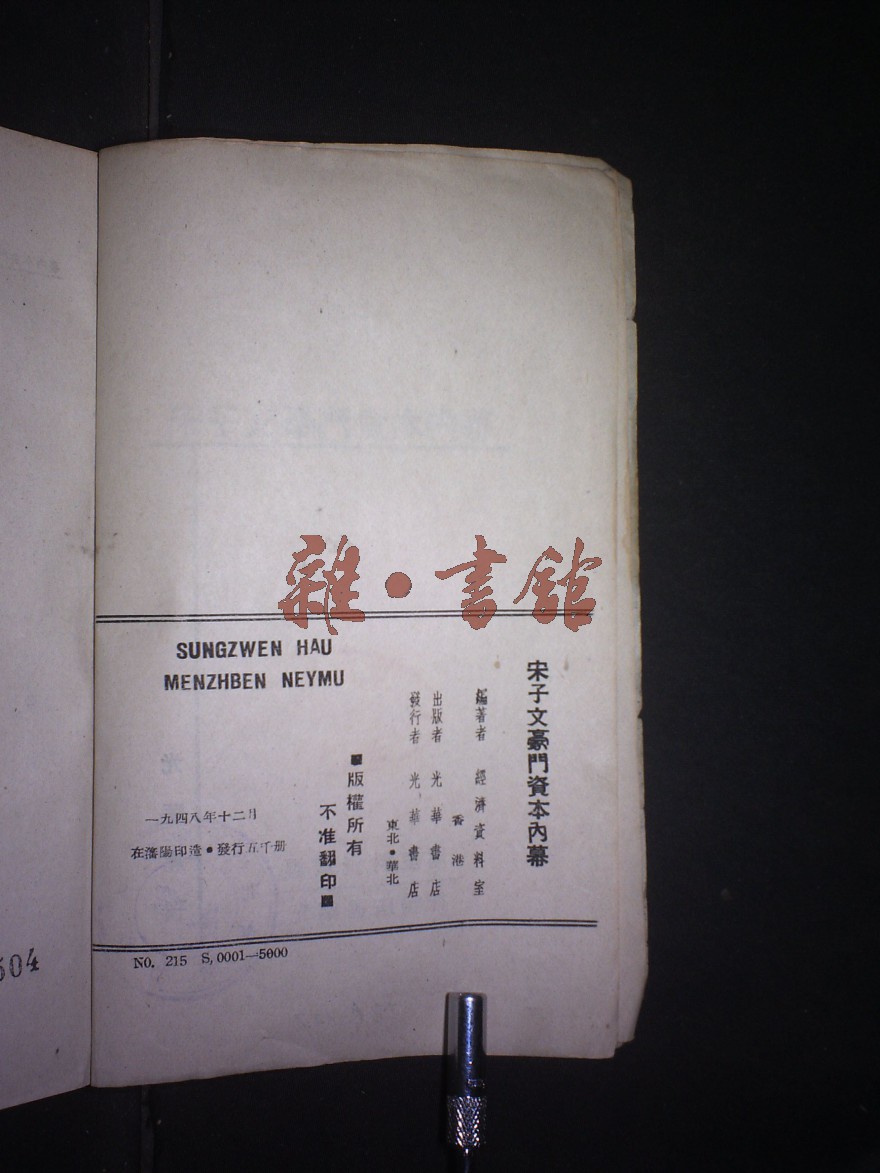 雜•書館
SUNGZWEN HAU
MENZHBEN NEYMU
宋子文豪門資本內幕
編著者 經濟資料室
香港
出版者 光華書店
發行者 光華書店
東北•華北
■版權所有
不准翻印■
一九四八年十二月
在瀋陽印造•發行五千册
NO. 215 S, 0001—5000
504